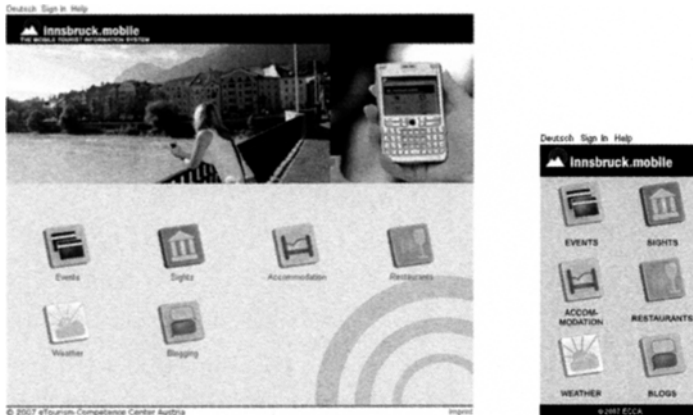 Deutsch Sign in Help
innsbruck.mobile
THE MOBILE TOURIST INFORMATION SYSTEM
Events Sights Accommodation Restaurants
Weather Blogging
© 2007 eTourism Competence Center Austria Imprint
Deutsch Sign in Help
innsbruck.mobile
EVENTS SIGHTS
ACCOM-
MODATION RESTAURANTS
WEATHER BLOGS
© 2007 ECCA